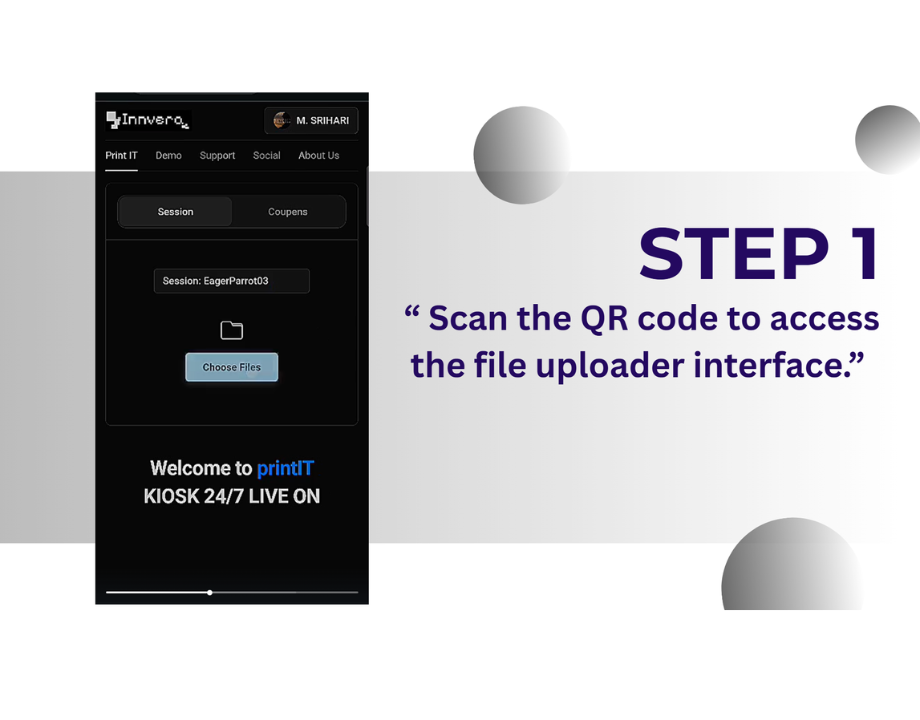 Innvera
M. SRIHARI
Print IT Demo Support Social About Us
Session Coupens
Session: EagerParrot03
Choose Files
Welcome to printIT
KIOSK 24/7 LIVE ON
STEP 1
“ Scan the QR code to access
the file uploader interface.”